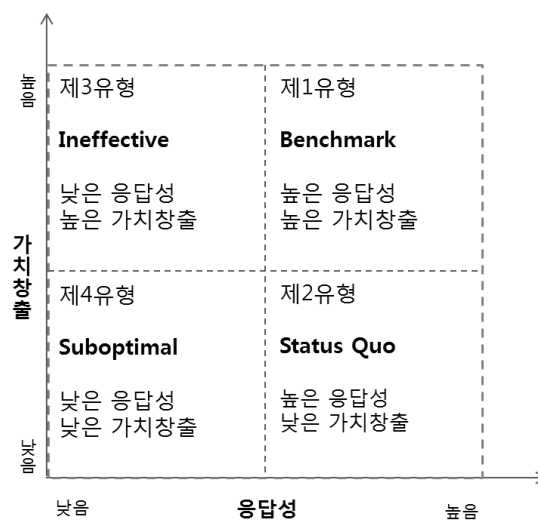 높음
제3유형
Ineffective
낮은 응답성
높은 가치창출
제1유형
Benchmark
높은 응답성
높은 가치창출
가치창출
제4유형
Suboptimal
낮은 응답성
낮은 가치창출
제2유형
Status Quo
높은 응답성
낮은 가치창출
낮음
낮음
응답성
높음